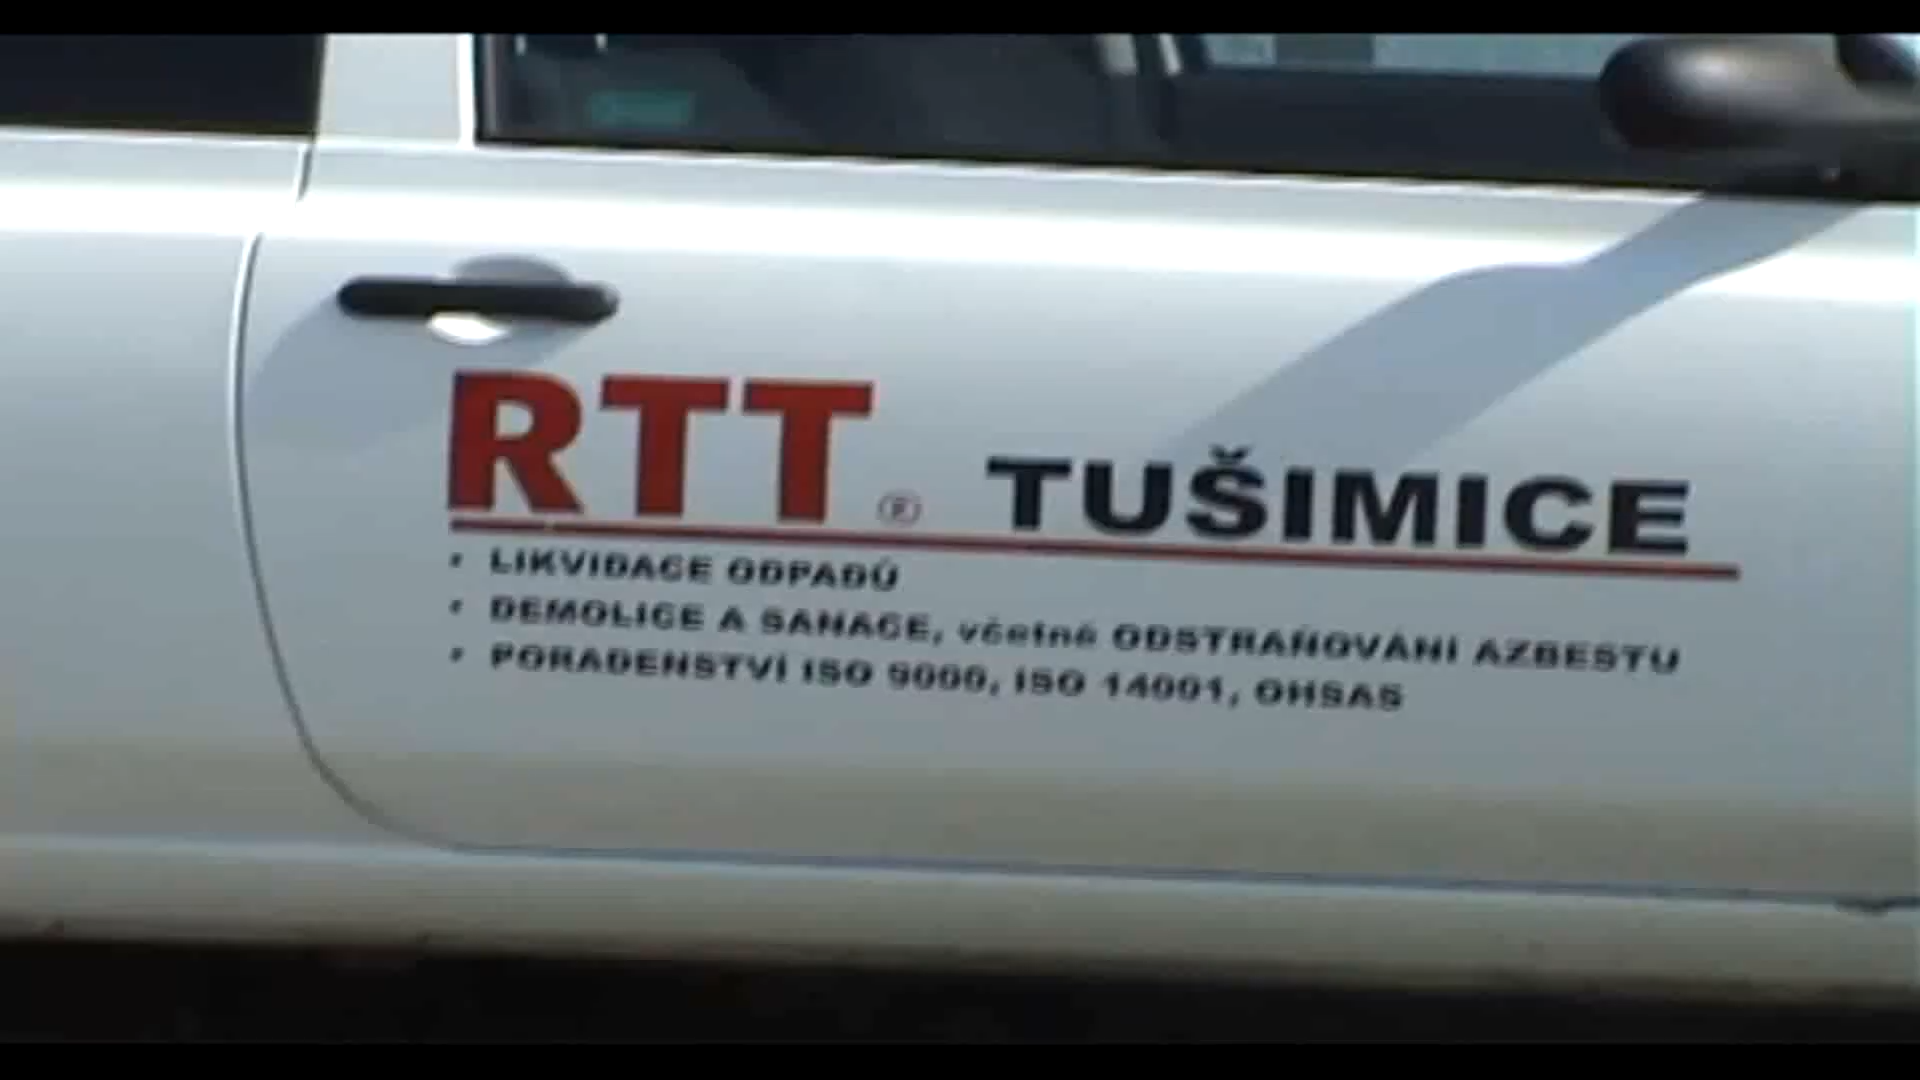 RTT ® TUŠIMICE
• LIKVIDACE ODPADŮ
• DEMOLICE A SANACE, včetně ODSTRAŇOVÁNÍ AZBESTU
• PORADENSTVÍ ISO 9000, ISO 14001, OHSAS